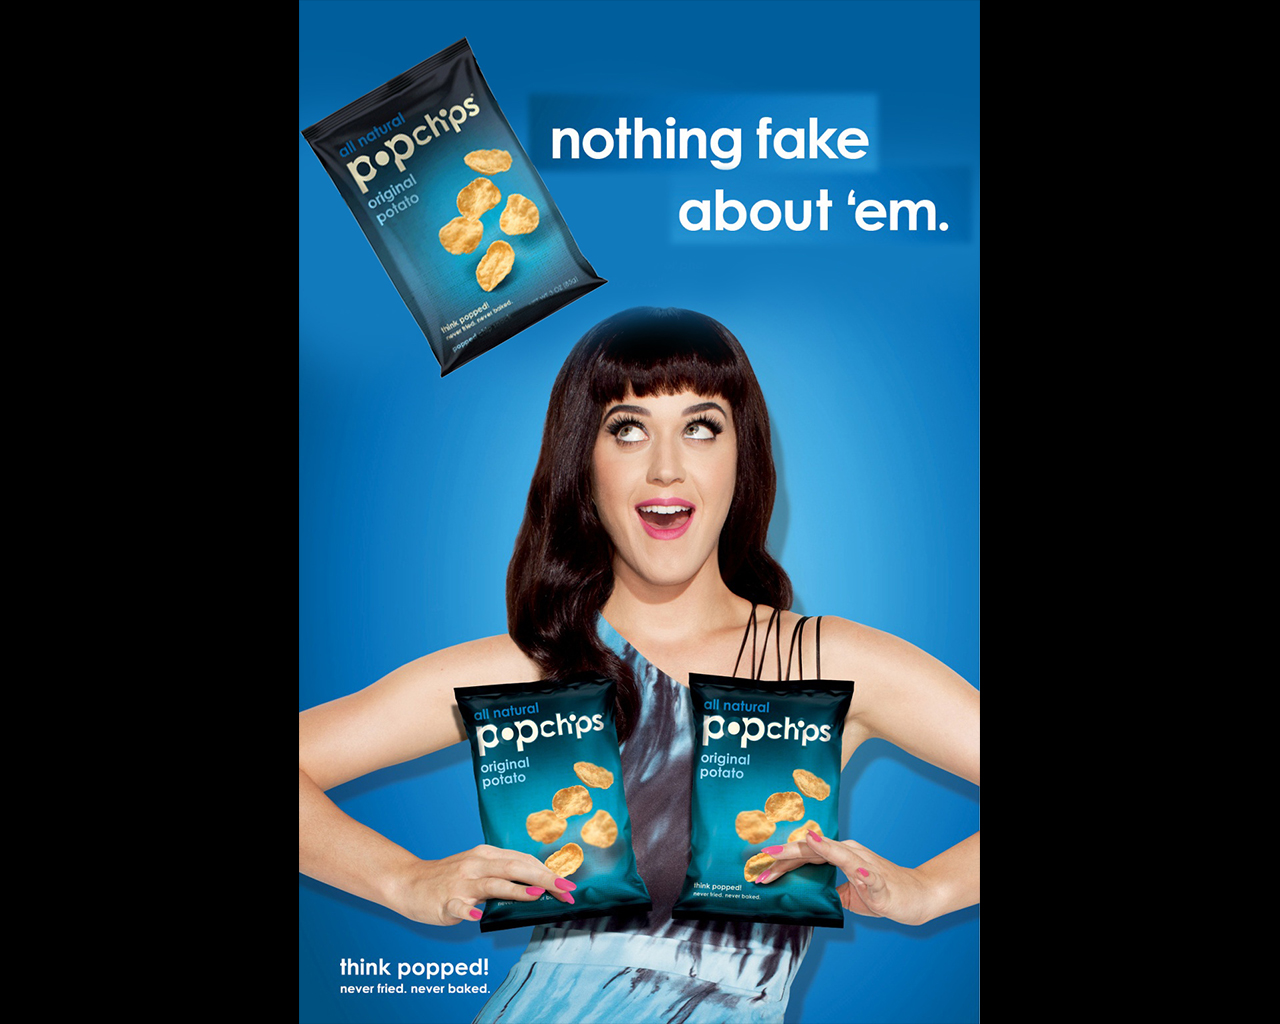 all natural
popchips
original
potato
think popped!
never fried. never baked.
nothing fake
about ‘em.
all natural
popchips
original
potato
all natural
popchips
original
potato
think popped!
never fried. never baked.
think popped!
never fried. never baked.